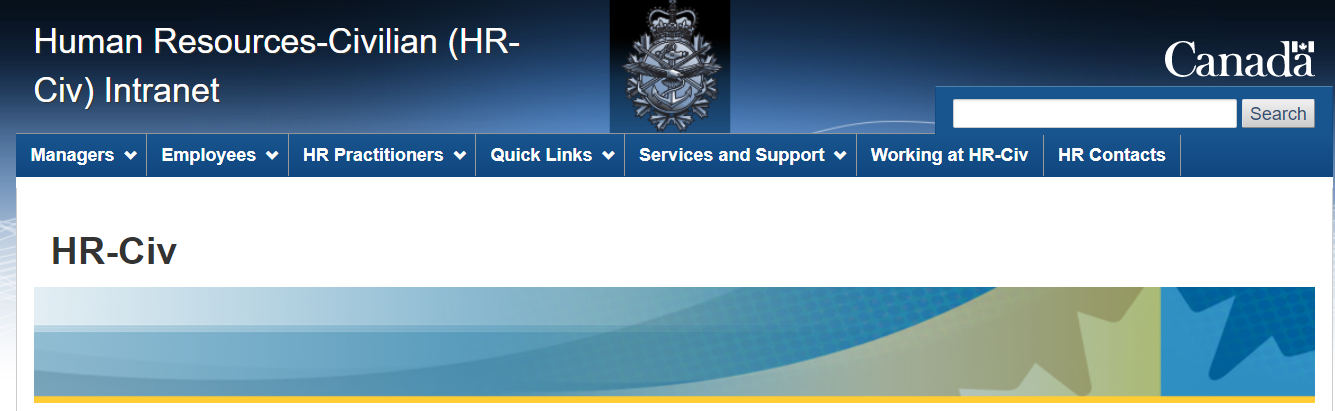 Human Resources-Civilian (HR-
Civ) Intranet
Canada
Search
Managers Employees HR Practitioners Quick Links Services and Support Working at HR-Civ HR Contacts
HR-Civ